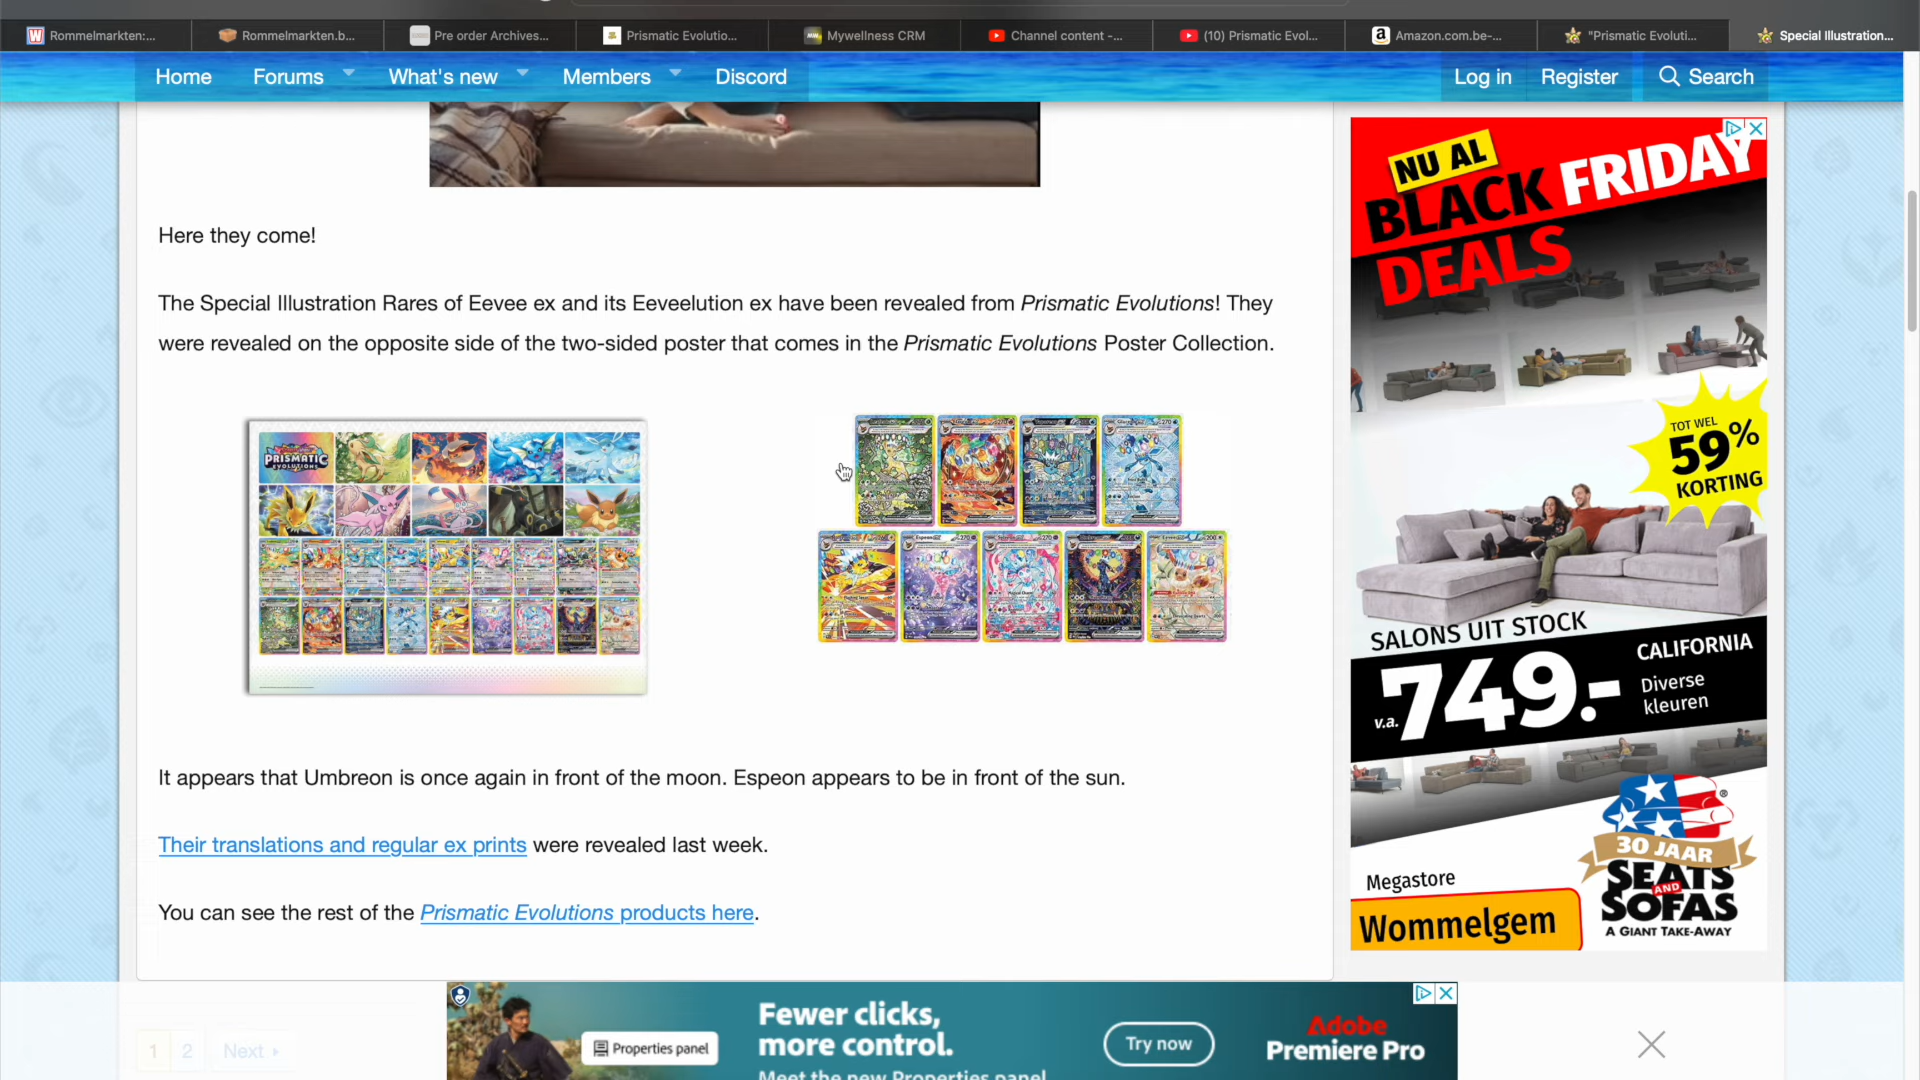 Rommelmarkten:...
Rommelmarkten.b...
Pre order Archives...
Prismatic Evolutio...
Mywellness CRM
Channel content -...
(10) Prismatic Evol...
Amazon.com.be-...
"Prismatic Evoluti...
Special Illustration...
Home
Forums
What's new
Members
Discord
Log in
Register
Search
Here they come!
The Special Illustration Rares of Eevee ex and its Eeveelution ex have been revealed from Prismatic Evolutions! They
were revealed on the opposite side of the two-sided poster that comes in the Prismatic Evolutions Poster Collection.
PRISMATIC
EVOLUTIONS
It appears that Umbreon is once again in front of the moon. Espeon appears to be in front of the sun.
Their translations and regular ex prints were revealed last week.
You can see the rest of the Prismatic Evolutions products here.
1
2
Next
NU AL
BLACK FRIDAY
DEALS
TOT WEL
59%
KORTING
SALONS UIT STOCK
v.a. 749.-
CALIFORNIA
Diverse
kleuren
30 JAAR
SEATS
AND
SOFAS
A GIANT TAKE-AWAY
Megastore
Wommelgem
Properties panel
Fewer clicks,
more control.
Meet the new Properties panel
Try now
Adobe
Premiere Pro